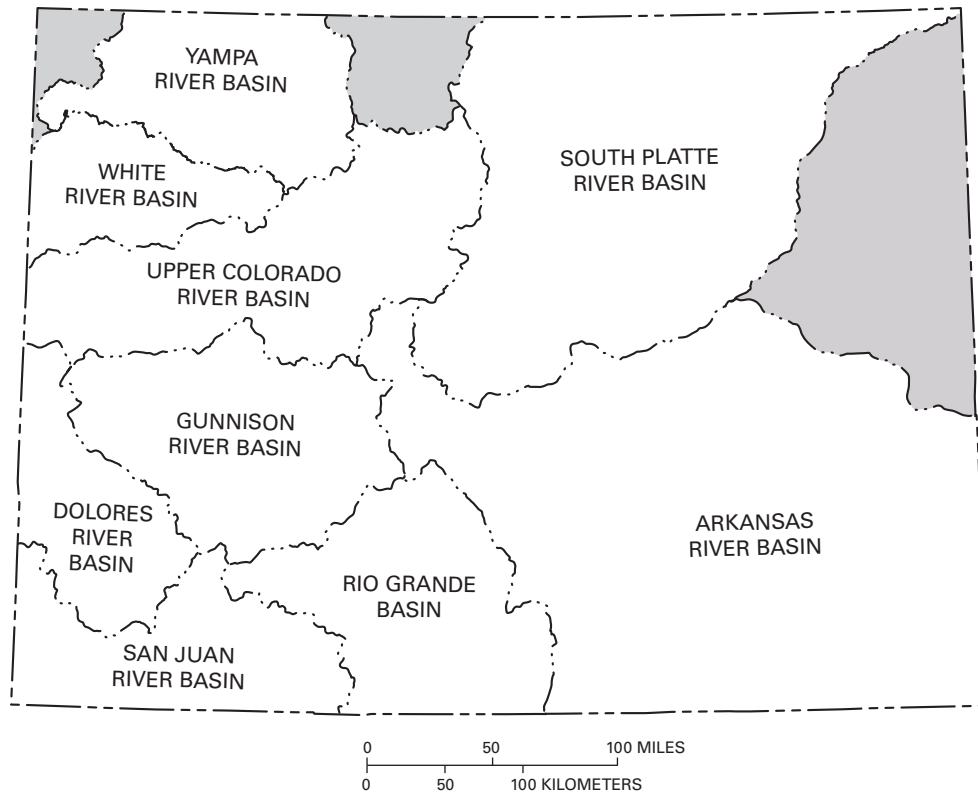 YAMPA
RIVER BASIN
WHITE
RIVER BASIN
SOUTH PLATTE
RIVER BASIN
UPPER COLORADO
RIVER BASIN
GUNNISON
RIVER BASIN
DOLORES
RIVER
BASIN
ARKANSAS
RIVER BASIN
RIO GRANDE
BASIN
SAN JUAN
RIVER BASIN
0 50 100 MILES
0 50 100 KILOMETERS